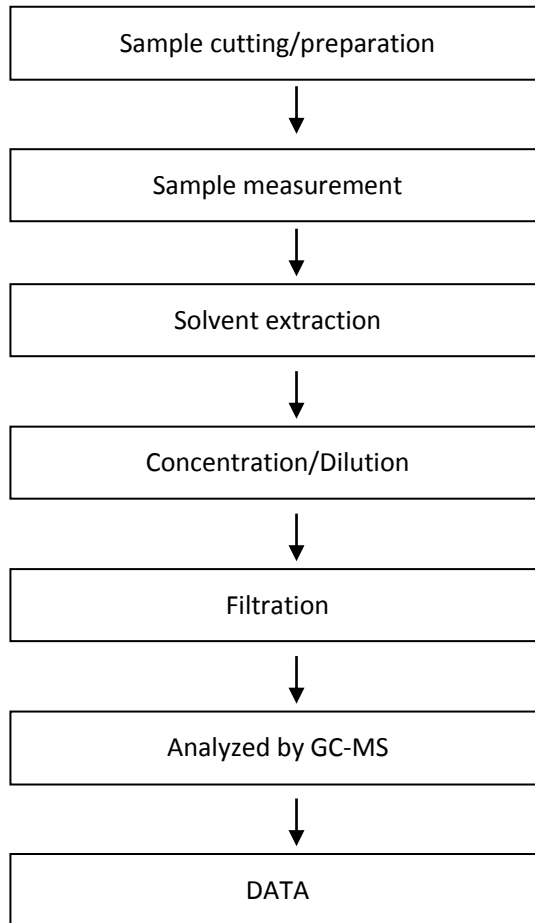 Sample cutting/preparation
Sample measurement
Solvent extraction
Concentration/Dilution
Filtration
Analyzed by GC-MS
DATA